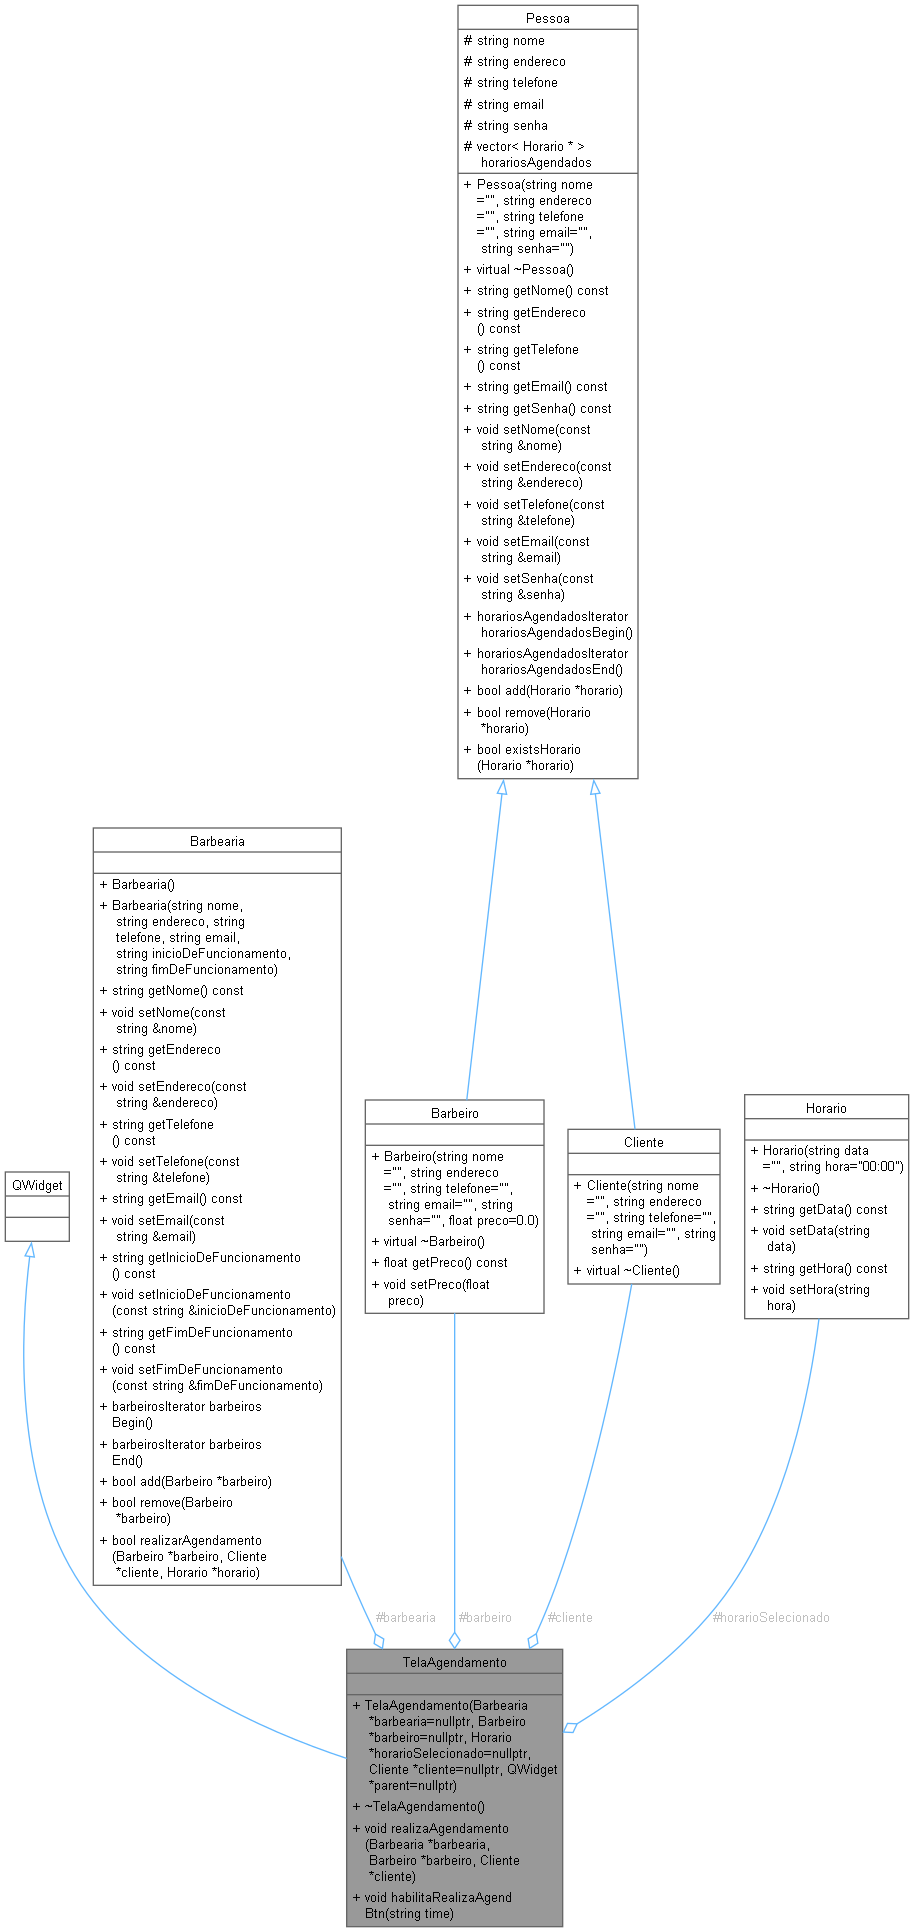 Pessoa
# string nome
# string endereco
# string telefone
# string email
# string senha
# vector< Horario * >
horariosAgendados
+ Pessoa(string nome
="", string endereco
="", string telefone
="", string email="",
string senha="")
+ virtual ~Pessoa()
+ string getNome() const
+ string getEndereco
() const
+ string getTelefone
() const
+ string getEmail() const
+ string getSenha() const
+ void setNome(const
string &nome)
+ void setEndereco(const
string &endereco)
+ void setTelefone(const
string &telefone)
+ void setEmail(const
string &email)
+ void setSenha(const
string &senha)
+ horariosAgendadosIterator
horariosAgendadosBegin()
+ horariosAgendadosIterator
horariosAgendadosEnd()
+ bool add(Horario *horario)
+ bool remove(Horario
*horario)
+ bool existsHorario
(Horario *horario)
Barbearia
+ Barbearia()
+ Barbearia(string nome,
string endereco, string
telefone, string email,
string inicioDeFuncionamento,
string fimDeFuncionamento)
+ string getNome() const
+ void setNome(const
string &nome)
+ string getEndereco
() const
+ void setEndereco(const
string &endereco)
+ string getTelefone
() const
+ void setTelefone(const
string &telefone)
+ string getEmail() const
+ void setEmail(const
string &email)
+ string getInicioDeFuncionamento
() const
+ void setInicioDeFuncionamento
(const string &inicioDeFuncionamento)
+ string getFimDeFuncionamento
() const
+ void setFimDeFuncionamento
(const string &fimDeFuncionamento)
+ barbeirosIterator barbeiros
Begin()
+ barbeirosIterator barbeiros
End()
+ bool add(Barbeiro *barbeiro)
+ bool remove(Barbeiro
*barbeiro)
+ bool realizarAgendamento
(Barbeiro *barbeiro, Cliente
*cliente, Horario *horario)
QWidget
Barbeiro
+ Barbeiro(string nome
="", string endereco
="", string telefone="",
string email="", string
senha="", float preco=0.0)
+ virtual ~Barbeiro()
+ float getPreco() const
+ void setPreco(float
preco)
Cliente
+ Cliente(string nome
="", string endereco
="", string telefone="",
string email="", string
senha="")
+ virtual ~Cliente()
Horario
+ Horario(string data
="", string hora="00:00")
+ ~Horario()
+ string getData() const
+ void setData(string
data)
+ string getHora() const
+ void setHora(string
hora)
#barbearia
#barbeiro
#cliente
#horarioSelecionado
TelaAgendamento
+ TelaAgendamento(Barbearia
*barbearia=nullptr, Barbeiro
*barbeiro=nullptr, Horario
*horarioSelecionado=nullptr,
Cliente *cliente=nullptr, QWidget
*parent=nullptr)
+ ~TelaAgendamento()
+ void realizaAgendamento
(Barbearia *barbearia,
Barbeiro *barbeiro, Cliente
*cliente)
+ void habilitaRealizaAgend
Btn(string time)